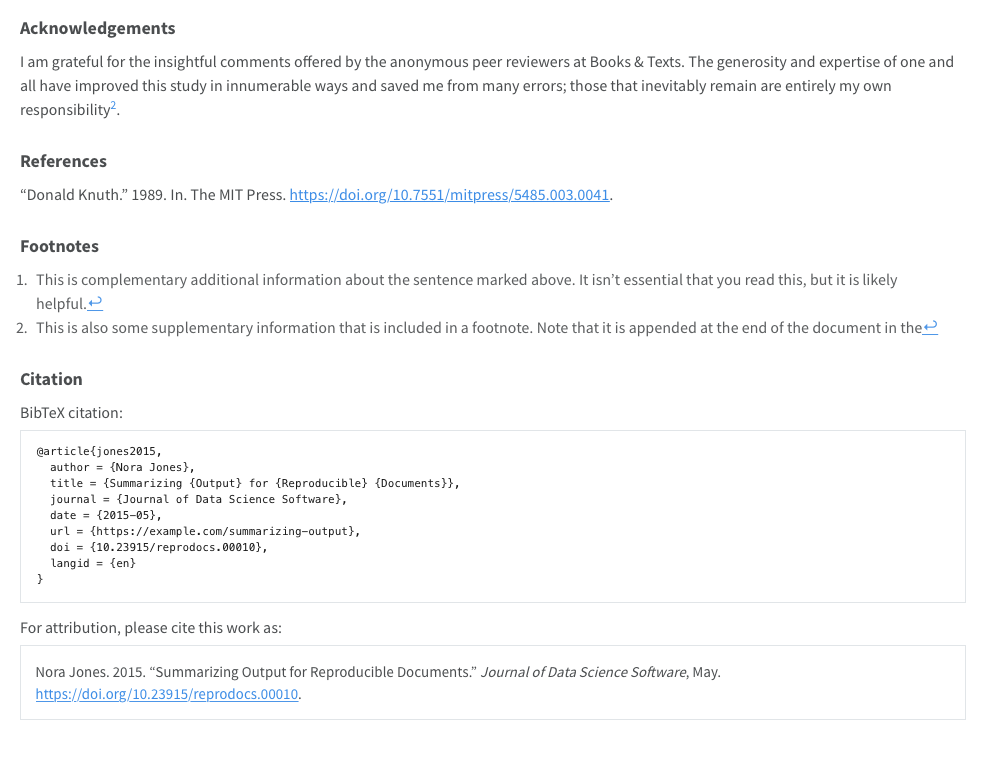 Acknowledgements
I am grateful for the insightful comments offered by the anonymous peer reviewers at Books & Texts. The generosity and expertise of one and
all have improved this study in innumerable ways and saved me from many errors; those that inevitably remain are entirely my own
responsibility2.
References
“Donald Knuth.” 1989. In. The MIT Press. https://doi.org/10.7551/mitpress/5485.003.0041.
Footnotes
1. This is complementary additional information about the sentence marked above. It isn’t essential that you read this, but it is likely
helpful.↩
2. This is also some supplementary information that is included in a footnote. Note that it is appended at the end of the document in the↩
Citation
BibTeX citation:
@article{jones2015,
  author = {Nora Jones},
  title = {Summarizing {Output} for {Reproducible} {Documents}},
  journal = {Journal of Data Science Software},
  date = {2015-05},
  url = {https://example.com/summarizing-output},
  doi = {10.23915/reprodocs.00010},
  langid = {en}
}
For attribution, please cite this work as:
Nora Jones. 2015. “Summarizing Output for Reproducible Documents.” Journal of Data Science Software, May.
https://doi.org/10.23915/reprodocs.00010.